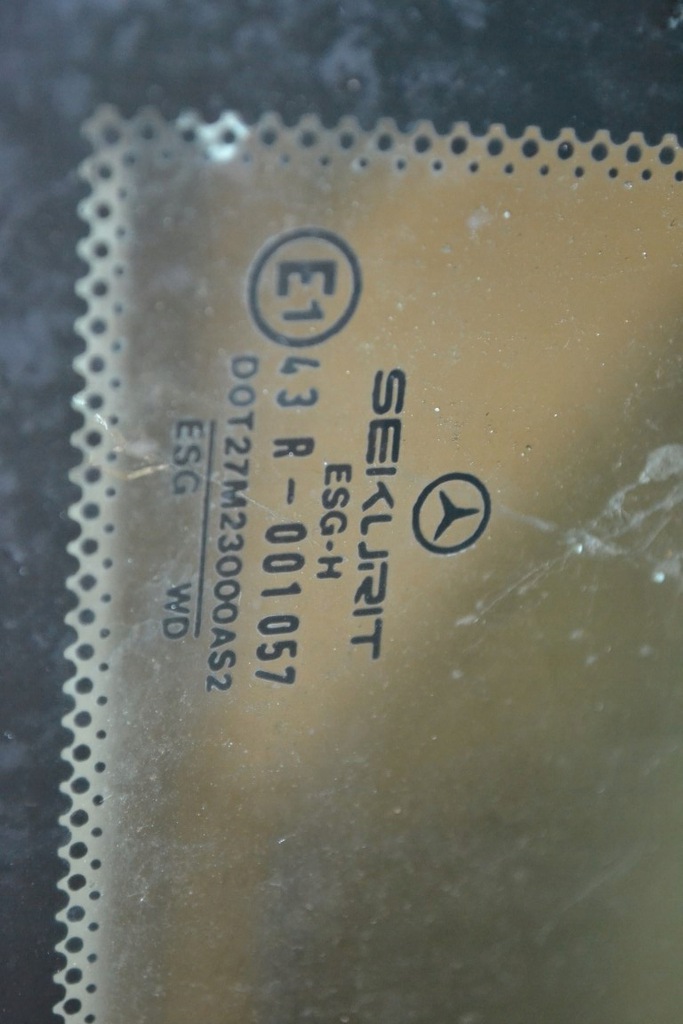 SEKURIT
ESG-H
E1 43 R-001057
DOT27M23000AS2
ESG WD